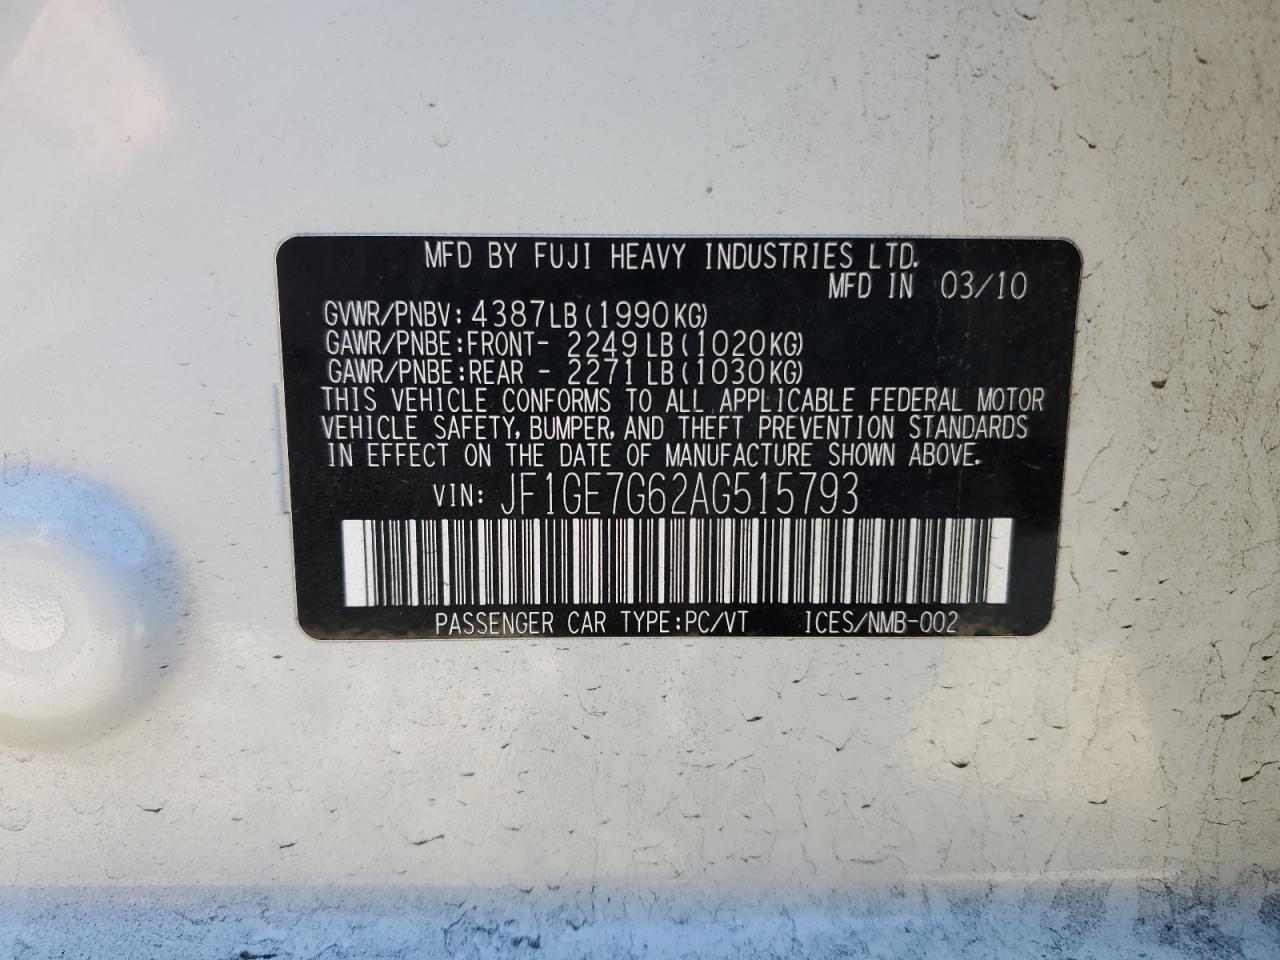 MFD BY FUJI HEAVY INDUSTRIES LTD.
MFD IN 03/10
GVWR/PNBV: 4387LB(1990KG)
GAWR/PNBE:FRONT- 2249LB(1020KG)
GAWR/PNBE:REAR - 2271LB(1030KG)
THIS VEHICLE CONFORMS TO ALL APPLICABLE FEDERAL MOTOR
VEHICLE SAFETY, BUMPER, AND THEFT PREVENTION STANDARDS
IN EFFECT ON THE DATE OF MANUFACTURE SHOWN ABOVE.
VIN: JF1GE7G62AG515793
PASSENGER CAR TYPE:PC/VT ICES/NMB-002